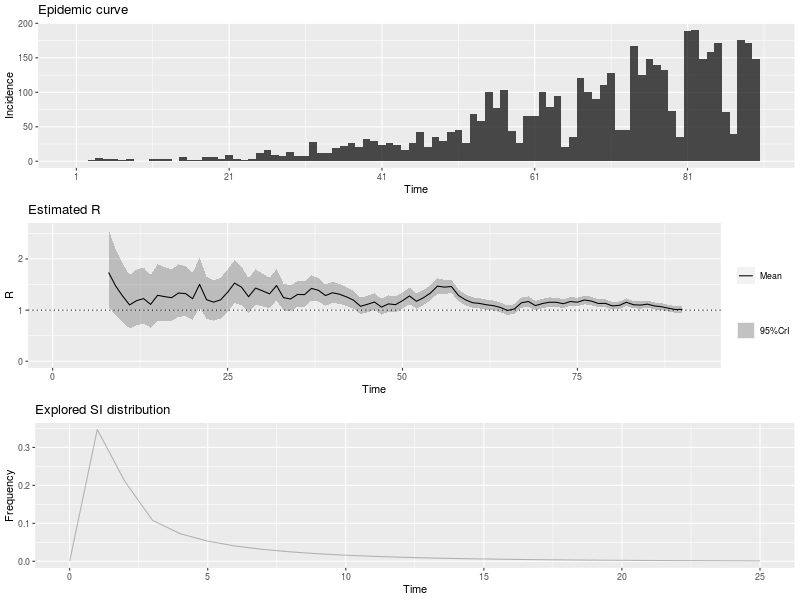 Epidemic curve
200
150
100
50
0
Incidence
1 21 41 61 81
Time
Estimated R
2
1
0
R
0 25 50 75
Time
Mean
95%CrI
Explored SI distribution
0.3
0.2
0.1
0.0
Frequency
0 5 10 15 20 25
Time